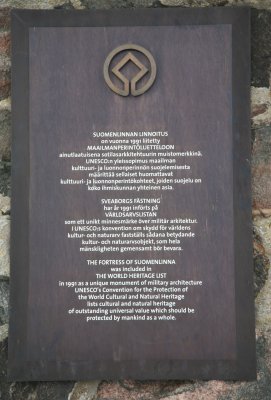 SUOMENLINNAN LINNOITUS
on vuonna 1991 liitetty
MAAILMANPERINTÖLUETTELOON
ainutlaatuisena sotilasarkkitehtuurin muistomerkkinä.
UNESCO:n yleissopimus maailman
kulttuuri- ja luonnonperinnön suojelemisesta
määrittää sellaiset huomattavat
kulttuuri- ja luonnonperintökohteet, joiden suojelu on
koko ihmiskunnan yhteinen asia.
SVEABORGS FÄSTNING
har år 1991 införts på
VÄRLDSARVSLISTAN
som ett unikt minnesmärke över militär arkitektur.
I UNESCO:s konvention om skydd för världens
kultur- och naturarv fastställs sådana betydande
kultur- och naturarvsobjekt, som hela
mänskligheten gemensamt bör bevara.
THE FORTRESS OF SUOMENLINNA
was included in
THE WORLD HERITAGE LIST
in 1991 as a unique monument of military architecture
UNESCO's Convention for the Protection of
the World Cultural and Natural Heritage
lists cultural and natural heritage
of outstanding universal value which should be
protected by mankind as a whole.